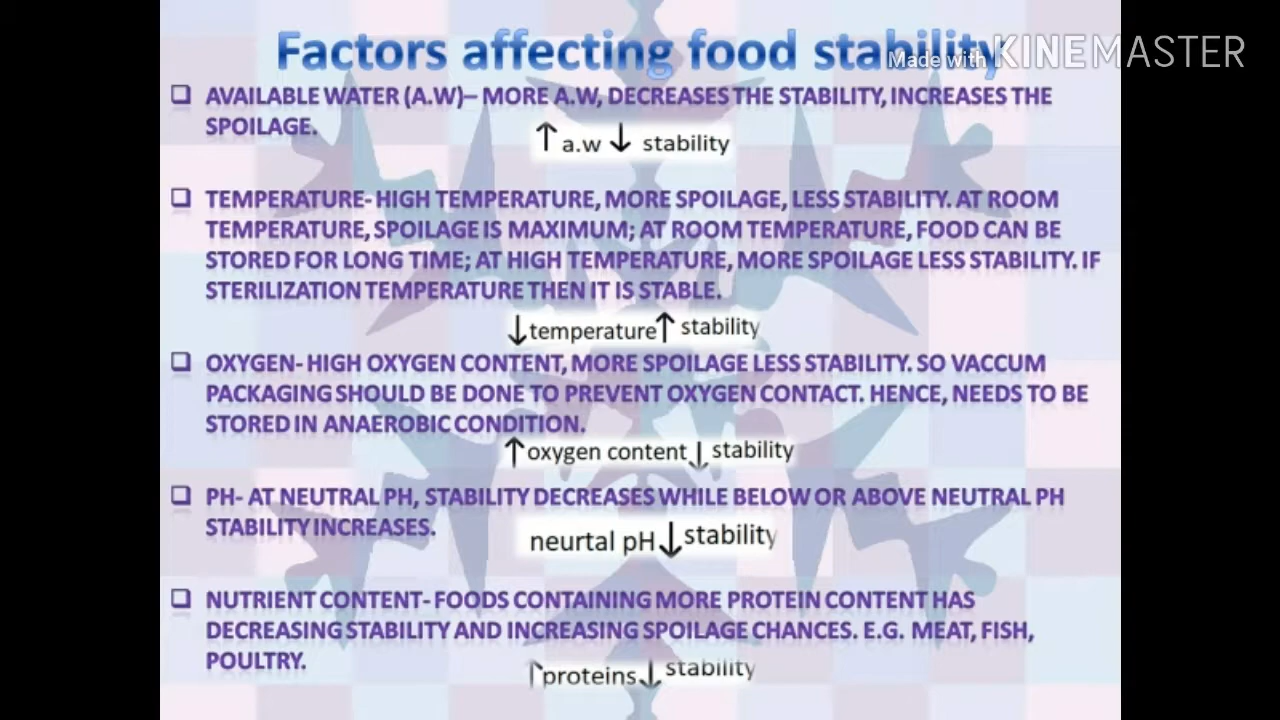 Factors affecting food stability
Made with KINEMASTER
❑ AVAILABLE WATER (A.W)– MORE A.W, DECREASES THE STABILITY, INCREASES THE
SPOILAGE.
↑ a.w ↓ stability
❑ TEMPERATURE- HIGH TEMPERATURE, MORE SPOILAGE, LESS STABILITY. AT ROOM
TEMPERATURE, SPOILAGE IS MAXIMUM; AT ROOM TEMPERATURE, FOOD CAN BE
STORED FOR LONG TIME; AT HIGH TEMPERATURE, MORE SPOILAGE LESS STABILITY. IF
STERILIZATION TEMPERATURE THEN IT IS STABLE.
↓ temperature ↑ stability
❑ OXYGEN- HIGH OXYGEN CONTENT, MORE SPOILAGE LESS STABILITY. SO VACCUM
PACKAGING SHOULD BE DONE TO PREVENT OXYGEN CONTACT. HENCE, NEEDS TO BE
STORED IN ANAEROBIC CONDITION.
↑ oxygen content ↓ stability
❑ PH- AT NEUTRAL PH, STABILITY DECREASES WHILE BELOW OR ABOVE NEUTRAL PH
STABILITY INCREASES.
neurtal pH ↓ stability
❑ NUTRIENT CONTENT- FOODS CONTAINING MORE PROTEIN CONTENT HAS
DECREASING STABILITY AND INCREASING SPOILAGE CHANCES. E.G. MEAT, FISH,
POULTRY.
↑ proteins ↓ stability